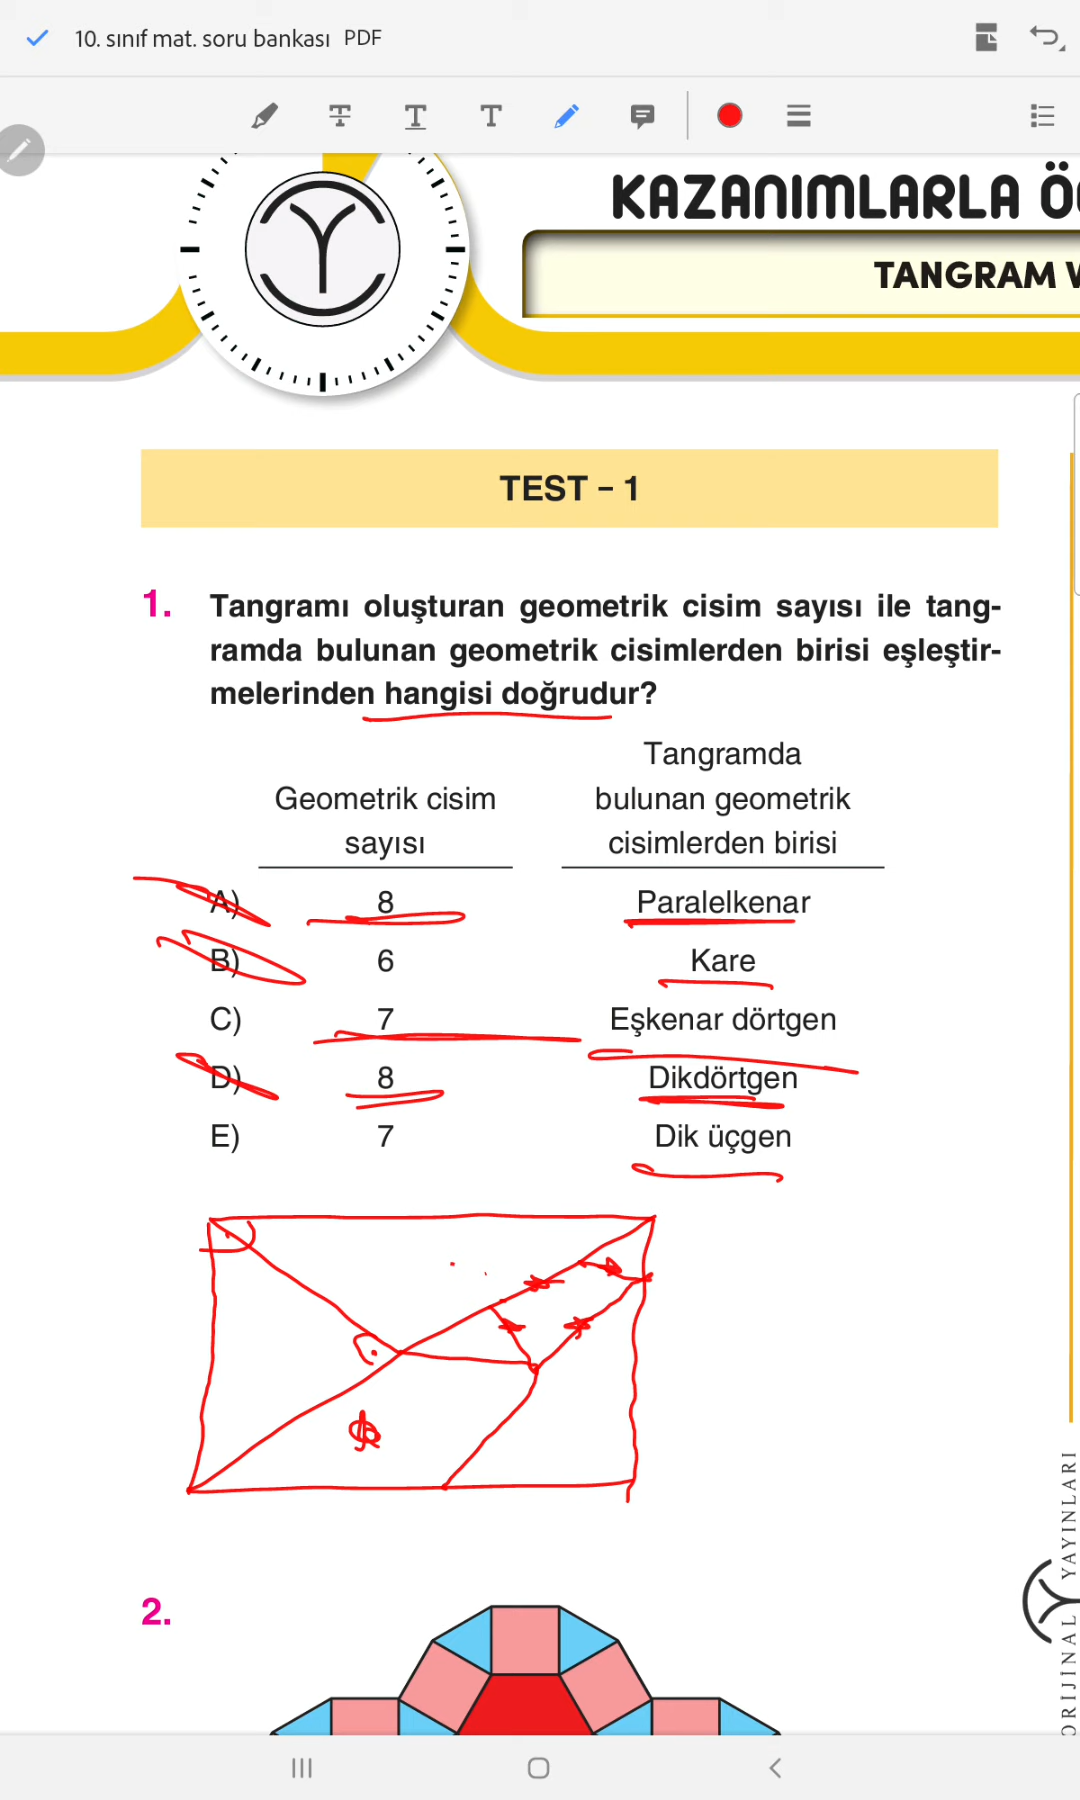 10. sınıf mat. soru bankası PDF
KAZANIMLARLA Ö
TANGRAM
TEST – 1
1. Tangramı oluşturan geometrik cisim sayısı ile tang-
ramda bulunan geometrik cisimlerden birisi eşleştir-
melerinden hangisi doğrudur?
Geometrik cisim
sayısı
Tangramda
bulunan geometrik
cisimlerden birisi
A) 8 Paralelkenar
B) 6 Kare
C) 7 Eşkenar dörtgen
D) 8 Dikdörtgen
E) 7 Dik üçgen
2.
ORİJİNAL YAYINLARI